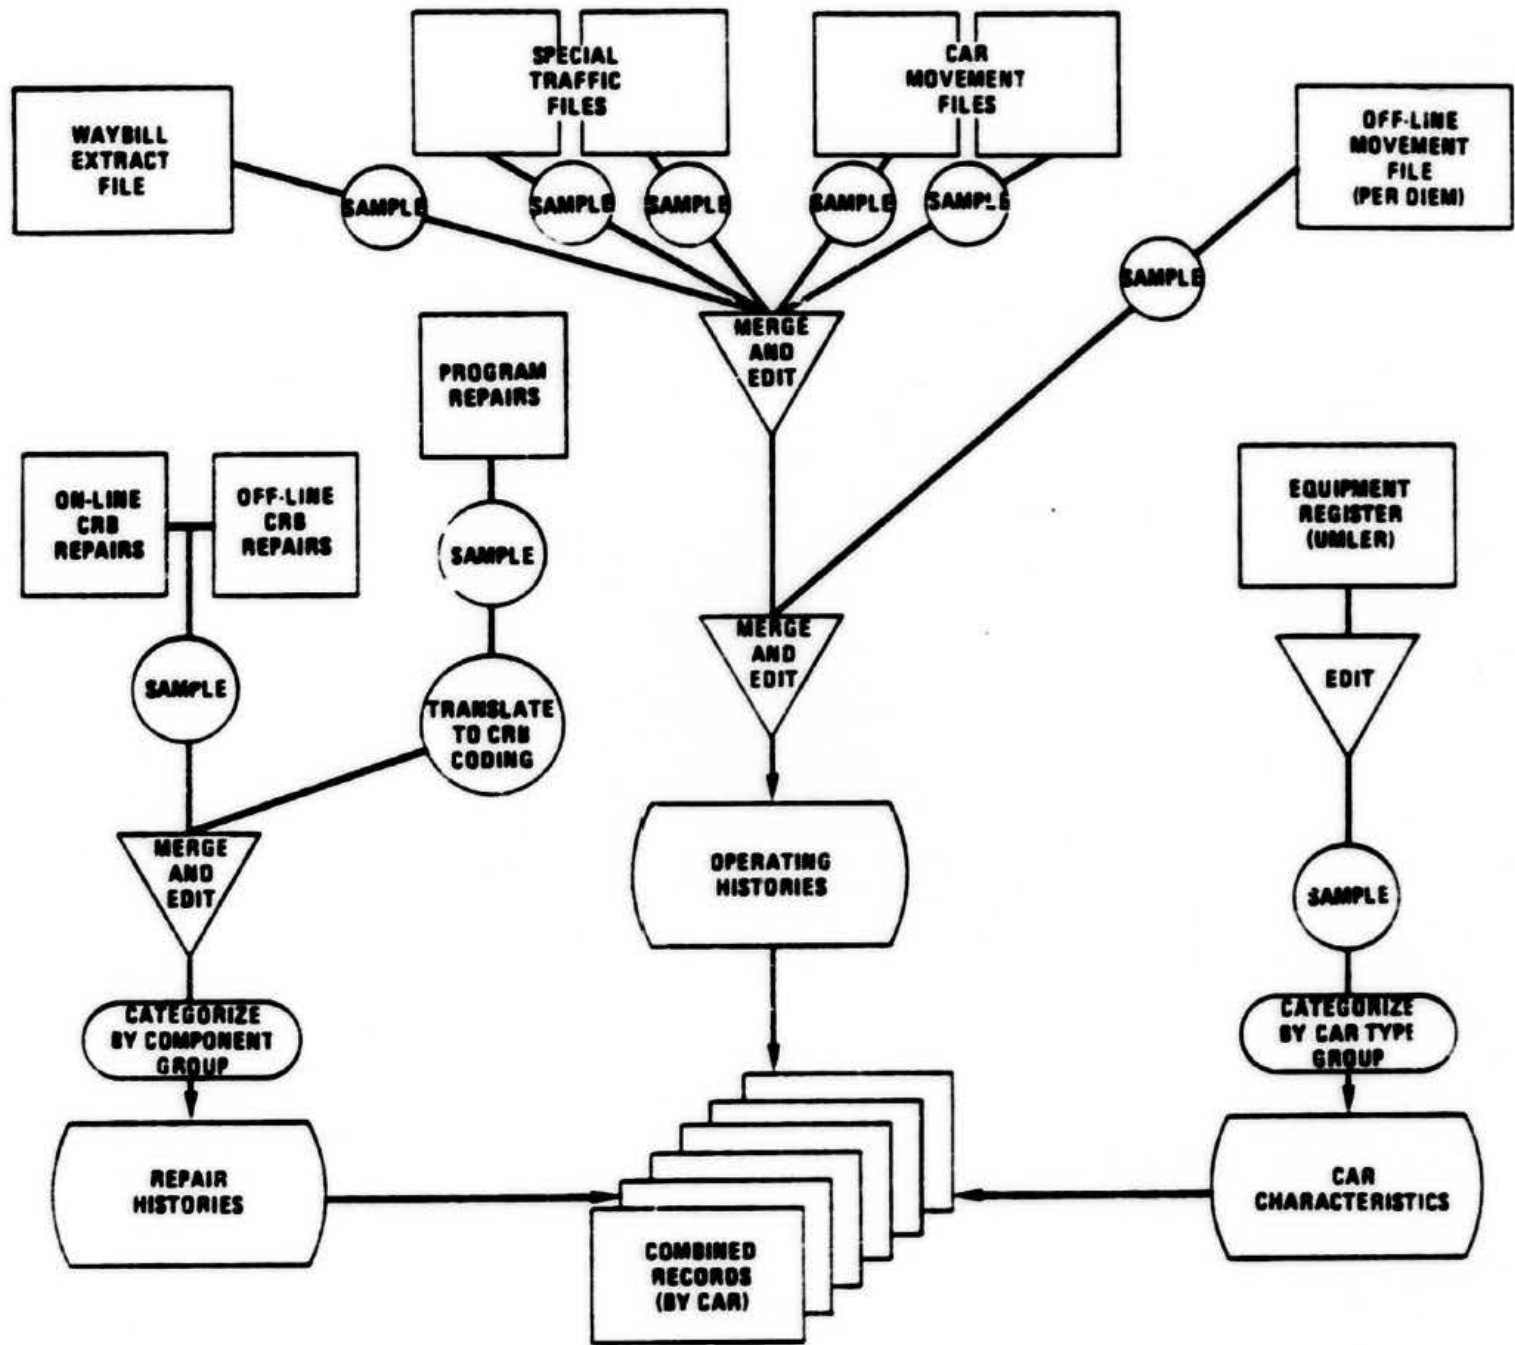 SPECIAL
TRAFFIC
FILES
CAR
MOVEMENT
FILES
WAYBILL
EXTRACT
FILE
OFF-LINE
MOVEMENT
FILE
(PER DIEM)
SAMPLE
SAMPLE
SAMPLE
SAMPLE
SAMPLE
SAMPLE
MERGE
AND
EDIT
PROGRAM
REPAIRS
ON-LINE
CRB
REPAIRS
OFF-LINE
CRB
REPAIRS
SAMPLE
EQUIPMENT
REGISTER
(UMLER)
SAMPLE
TRANSLATE
TO CRB
CODING
MERGE
AND
EDIT
EDIT
MERGE
AND
EDIT
OPERATING
HISTORIES
SAMPLE
CATEGORIZE
BY COMPONENT
GROUP
CATEGORIZE
BY CAR TYPE
GROUP
REPAIR
HISTORIES
CAR
CHARACTERISTICS
COMBINED
RECORDS
(BY CAR)